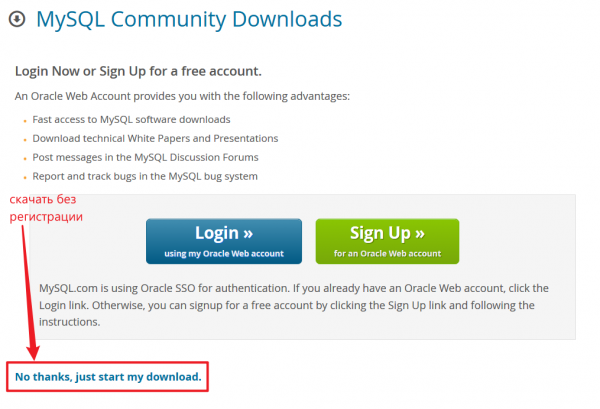 MySQL Community Downloads
Login Now or Sign Up for a free account.
An Oracle Web Account provides you with the following advantages:
Fast access to MySQL software downloads
Download technical White Papers and Presentations
Post messages in the MySQL Discussion Forums
Report and track bugs in the MySQL bug system
скачать без
регистрации
Login »
using my Oracle Web account
Sign Up »
for an Oracle Web account
MySQL.com is using Oracle SSO for authentication. If you already have an Oracle Web account, click the
Login link. Otherwise, you can signup for a free account by clicking the Sign Up link and following the
instructions.
No thanks, just start my download.